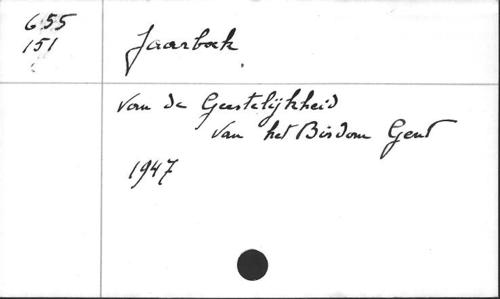 655
151
Jaarboek
van de Geestelijkheid
van het Bisdom Gent
1947